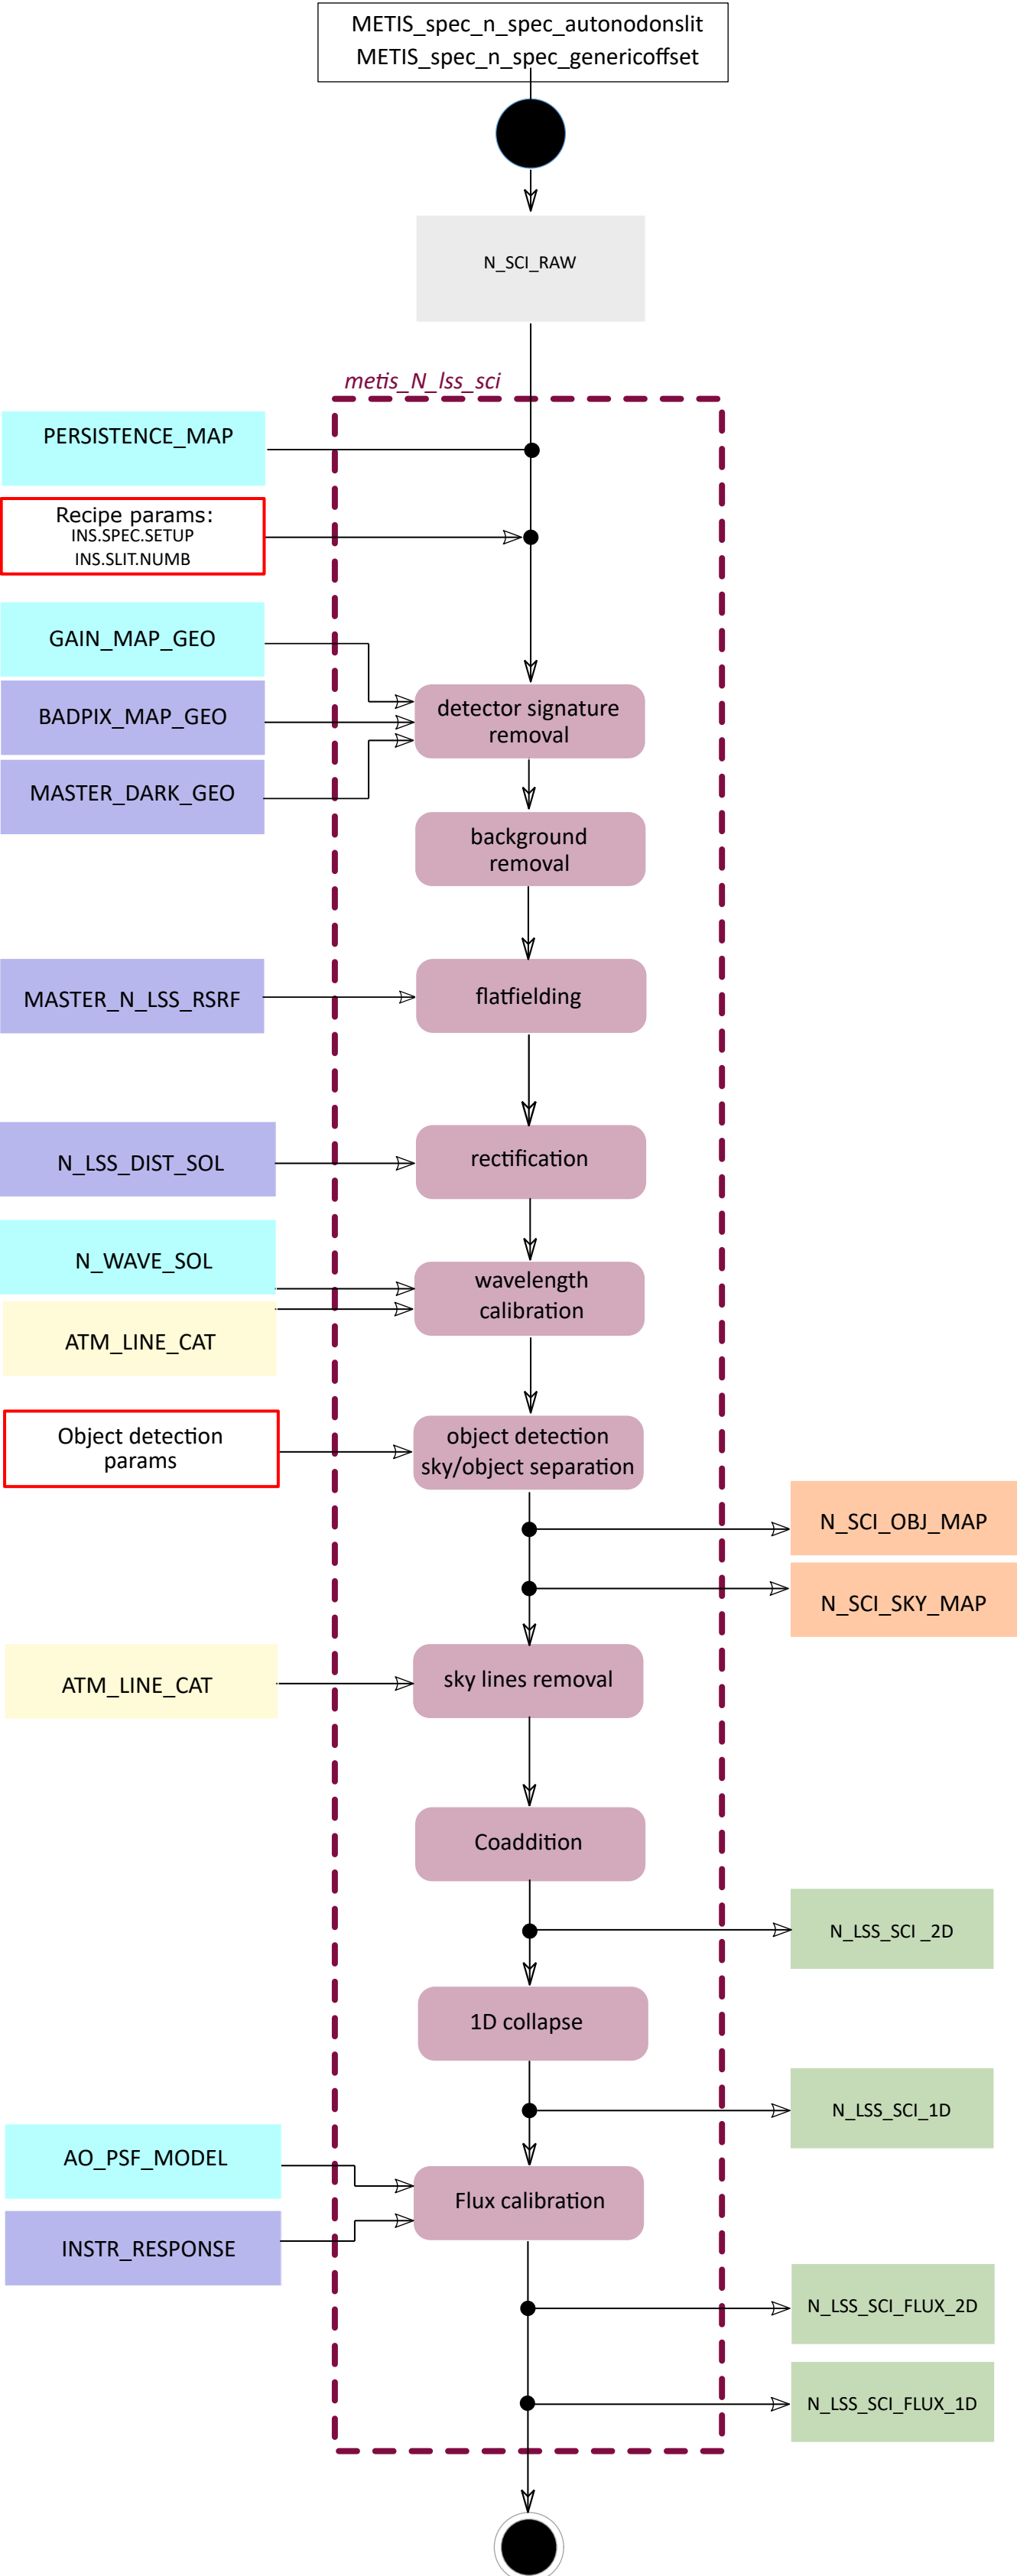 METIS_spec_n_spec_autonodonslit
METIS_spec_n_spec_genericoffset
N_SCI_RAW
metis_N_lss_sci
PERSISTENCE_MAP
Recipe params:
INS.SPEC.SETUP
INS.SLIT.NUMB
GAIN_MAP_GEO
BADPIX_MAP_GEO
MASTER_DARK_GEO
detector signature
removal
background
removal
MASTER_N_LSS_RSRF
flatfielding
N_LSS_DIST_SOL
rectification
N_WAVE_SOL
ATM_LINE_CAT
wavelength
calibration
Object detection
params
object detection
sky/object separation
N_SCI_OBJ_MAP
N_SCI_SKY_MAP
ATM_LINE_CAT
sky lines removal
Coaddition
N_LSS_SCI _2D
1D collapse
N_LSS_SCI_1D
AO_PSF_MODEL
INSTR_RESPONSE
Flux calibration
N_LSS_SCI_FLUX_2D
N_LSS_SCI_FLUX_1D